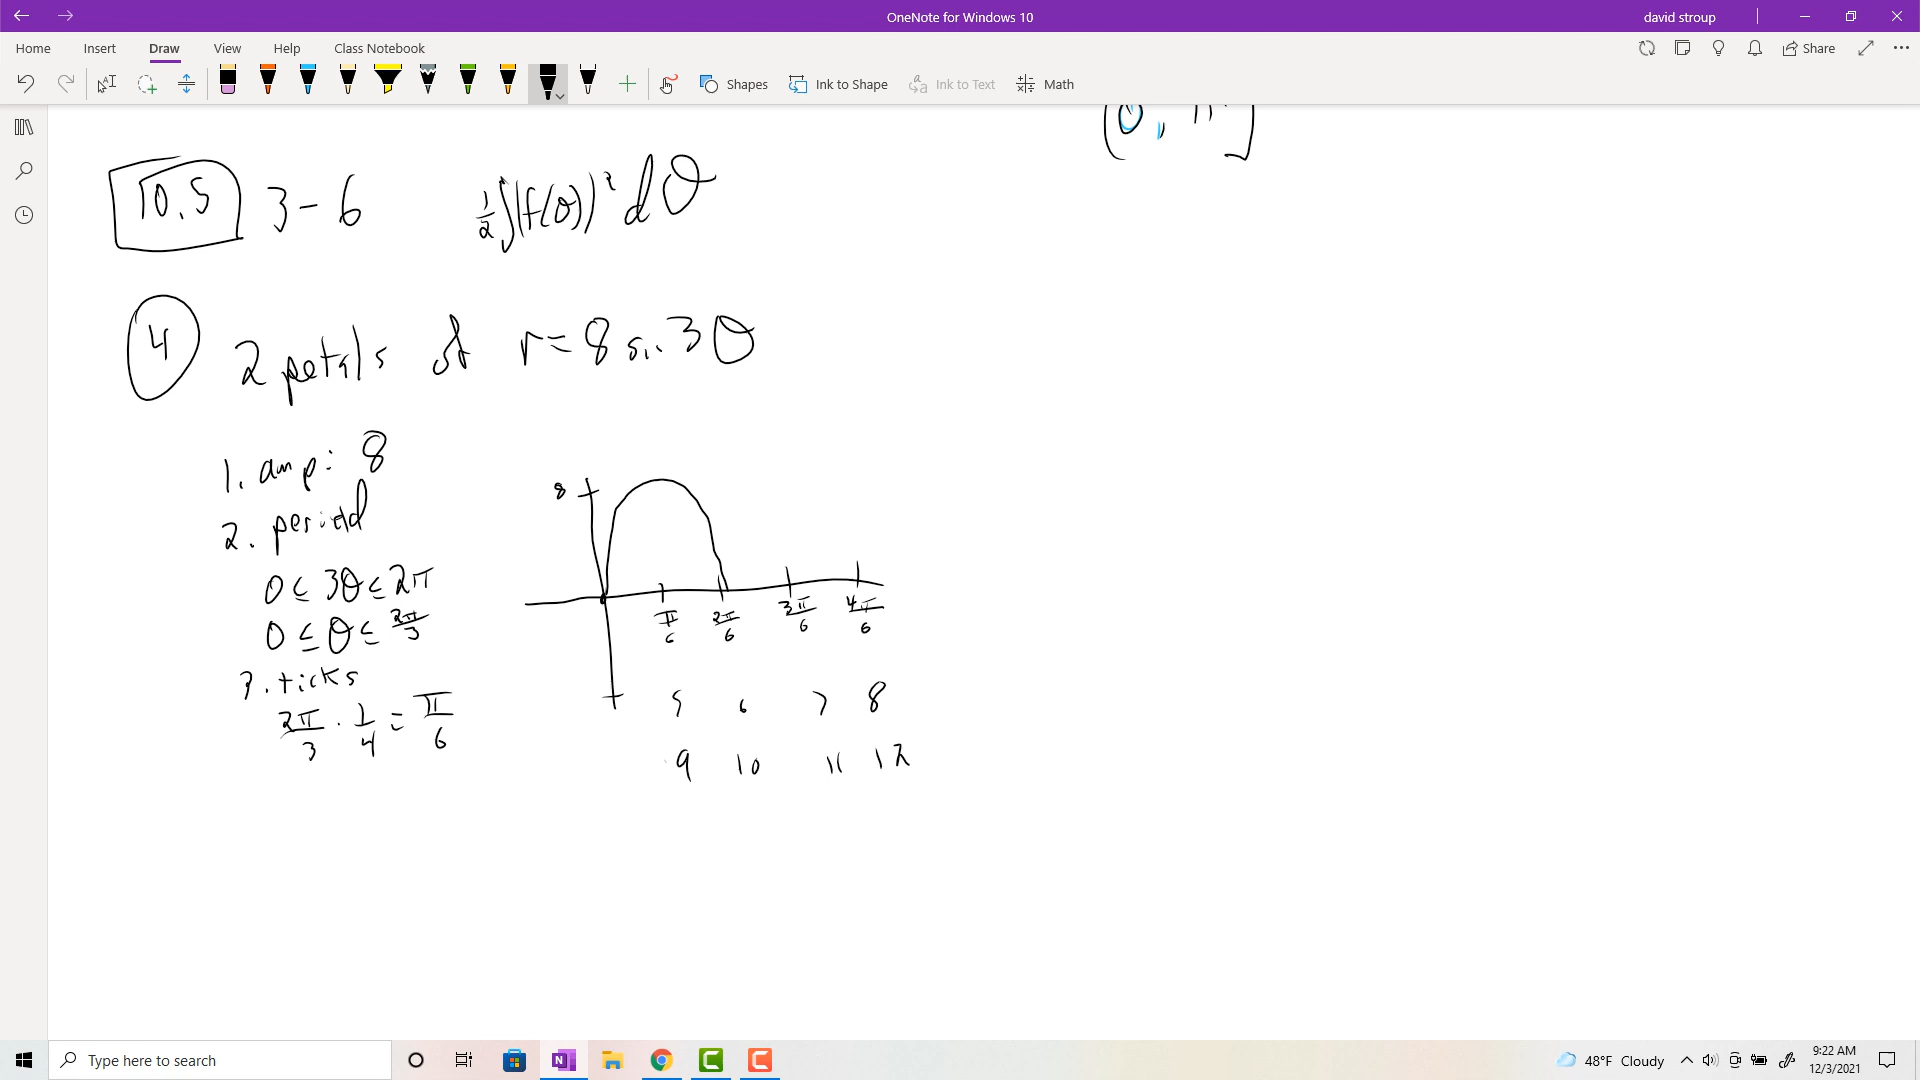 OneNote for Windows 10
david stroup
Home Insert Draw View Help Class Notebook
Share
Shapes Ink to Shape Ink to Text Math
(0, π]
10.5 3-6 1/2 ∫(f(θ))² dθ
4 2 petals of r = 8 sin 3θ
1. amp: 8
2. period
0 ≤ 3θ ≤ 2π
0 ≤ θ ≤ 2π/3
3. ticks
2π/3 · 1/4 = π/6
8
π/6 2π/6 3π/6 4π/6
5 6 7 8
9 10 11 12
Type here to search
48°F Cloudy
9:22 AM
12/3/2021